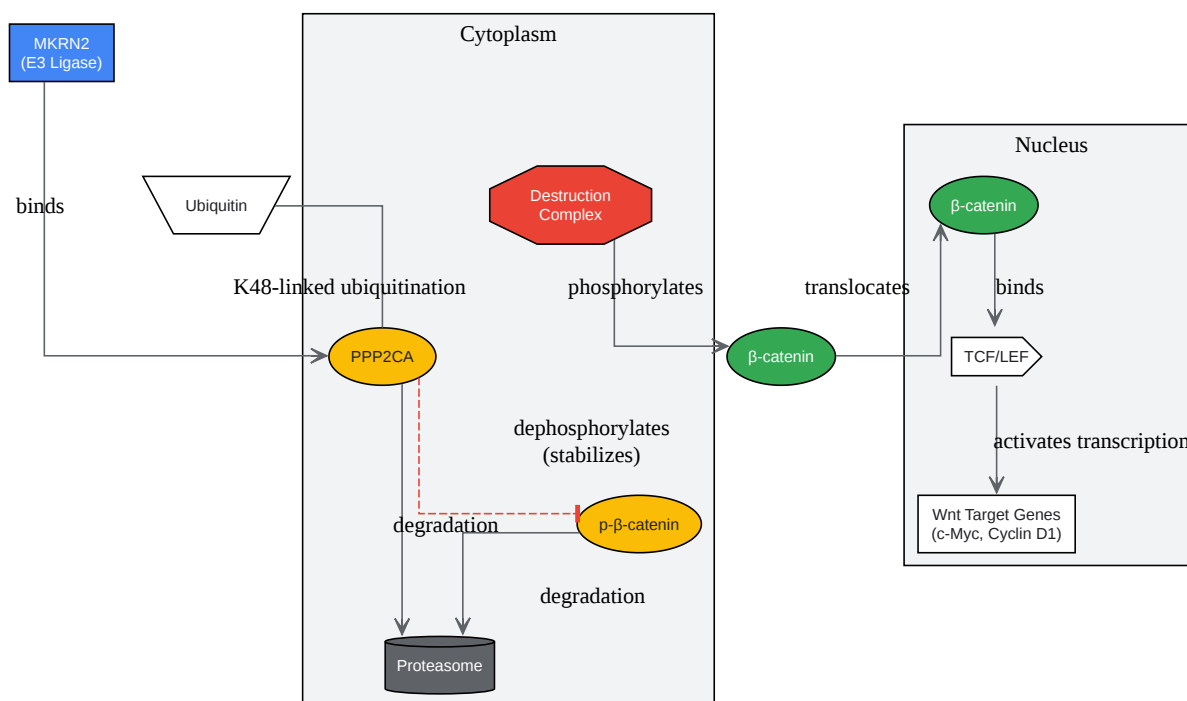 Cytoplasm
MKRN2
(E3 Ligase)
Nucleus
binds
Ubiquitin
Destruction
Complex
β-catenin
K48-linked ubiquitination
phosphorylates
translocates
binds
PPP2CA
β-catenin
TCF/LEF
dephosphorylates
(stabilizes)
activates transcription
degradation
p-β-catenin
Wnt Target Genes
(c-Myc, Cyclin D1)
degradation
Proteasome